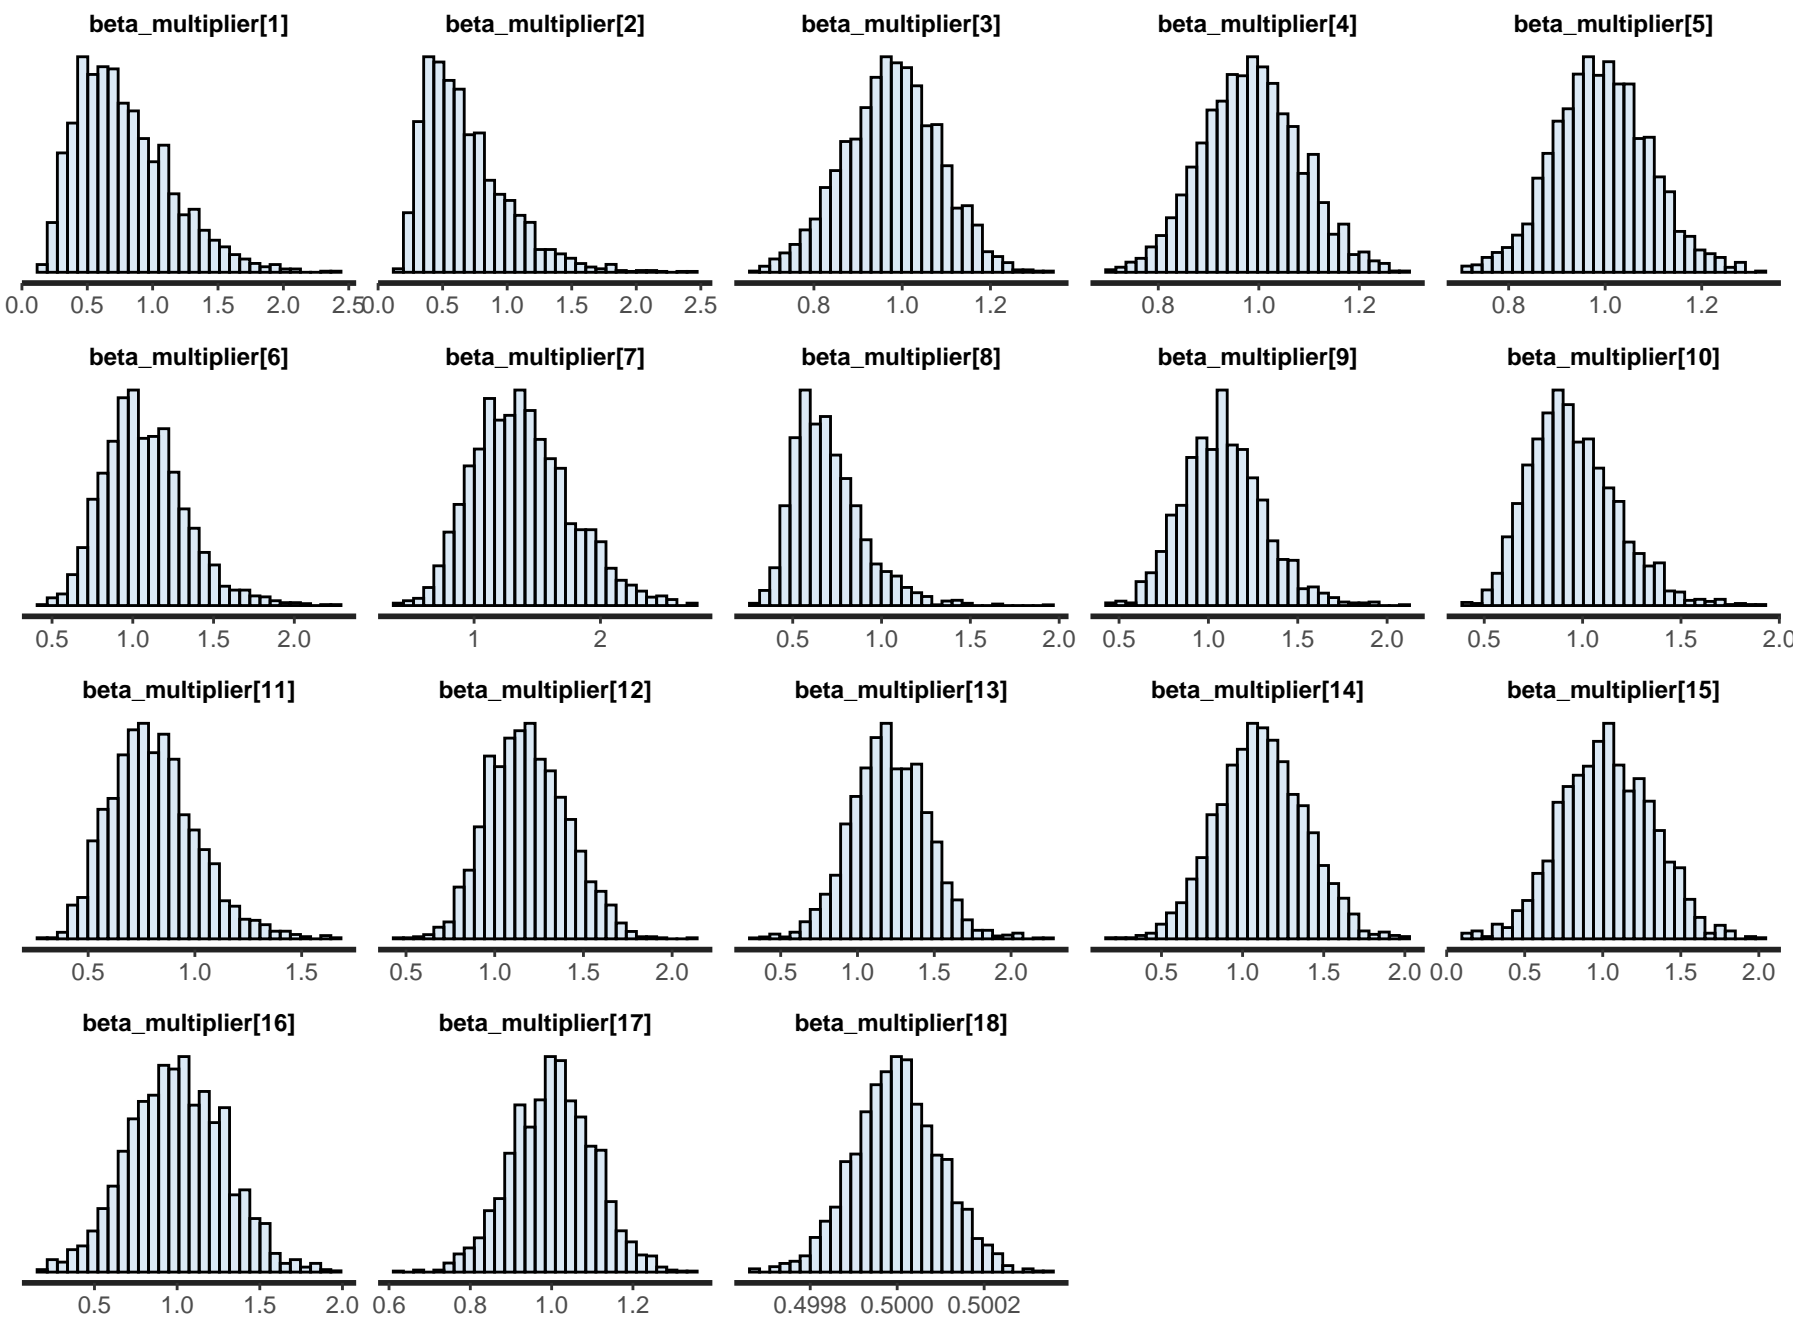 beta_multiplier[1] beta_multiplier[2] beta_multiplier[3] beta_multiplier[4] beta_multiplier[5]
0.0 0.5 1.0 1.5 2.0 2.5 0.0 0.5 1.0 1.5 2.0 2.5 0.8 1.0 1.2 0.8 1.0 1.2 0.8 1.0 1.2
beta_multiplier[6] beta_multiplier[7] beta_multiplier[8] beta_multiplier[9] beta_multiplier[10]
0.5 1.0 1.5 2.0 1 2 0.5 1.0 1.5 2.0 0.5 1.0 1.5 2.0 0.5 1.0 1.5 2.0
beta_multiplier[11] beta_multiplier[12] beta_multiplier[13] beta_multiplier[14] beta_multiplier[15]
0.5 1.0 1.5 0.5 1.0 1.5 2.0 0.5 1.0 1.5 2.0 0.5 1.0 1.5 2.0 0.0 0.5 1.0 1.5 2.0
beta_multiplier[16] beta_multiplier[17] beta_multiplier[18]
0.5 1.0 1.5 2.0 0.6 0.8 1.0 1.2 0.4998 0.5000 0.5002